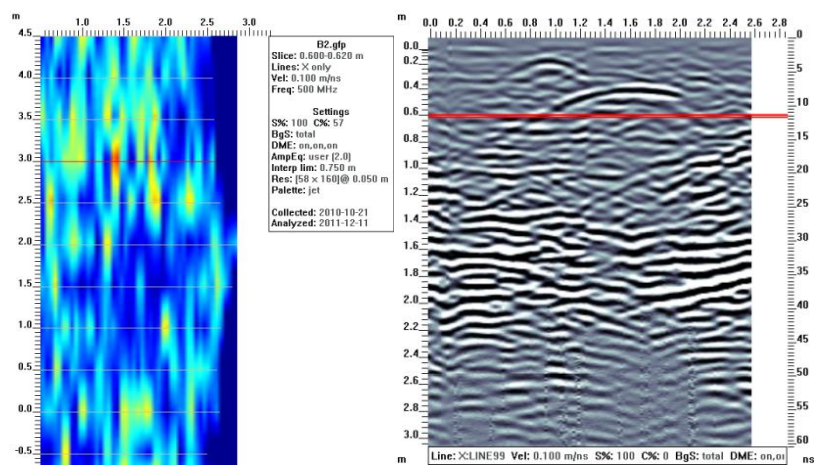 m
1.0 2.0 3.0
4.5
4.0
3.5
3.0
2.5
2.0
1.5
1.0
0.5
0.0
-0.5
B2.gfp
Slice: 0.600-0.620 m
Lines: X only
Vel: 0.100 m/ns
Freq: 500 MHz
Settings
S%: 100 C%: 57
BgS: total
DME: on,on,on
AmpEq: user (2.0)
Interp lim: 0.750 m
Res: [58 x 160]@ 0.050 m
Palette: jet
Collected: 2010-10-21
Analyzed: 2011-12-11
m 0.0 0.2 0.4 0.6 0.8 1.0 1.2 1.4 1.6 1.8 2.0 2.2 2.4 2.6 2.8
0.0
0.2
0.4
0.6
0.8
1.0
1.2
1.4
1.6
1.8
2.0
2.2
2.4
2.6
2.8
3.0
m
0
5
10
15
20
25
30
35
40
45
50
55
60
ns
Line: X:LINE99 Vel: 0.100 m/ns S%: 100 C%: 0 BgS: total DME: on,on